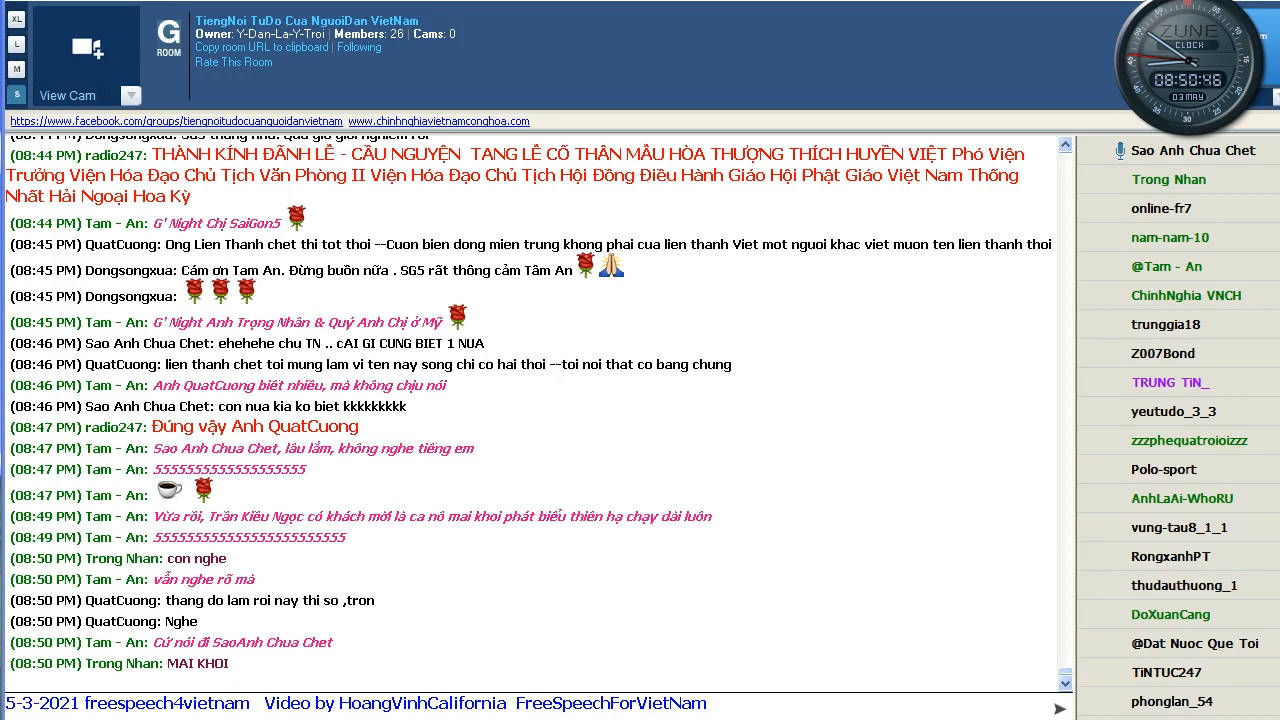 XL
L
M
S
View Cam
G
ROOM
TiengNoi TuDo Cua NguoiDan VietNam
Owner: Y-Dan-La-Y-Troi | Members: 26 | Cams: 0
Copy room URL to clipboard | Following
Rate This Room
ZUNE
CLOCK
08:50:48
03 MAY
https://www.facebook.com/groups/tiengnoitudocuanguoidanvietnam www.chinhnghiavietnamconghoa.com
(08:44 PM) radio247: THÀNH KÍNH ĐÃNH LỄ - CẦU NGUYỆN TANG LỄ CỐ THÂN MẪU HÒA THƯỢNG THÍCH HUYỀN VIỆT Phó Viện
Trưởng Viện Hóa Đạo Chủ Tịch Văn Phòng II Viện Hóa Đạo Chủ Tịch Hội Đồng Điều Hành Giáo Hội Phật Giáo Việt Nam Thống
Nhất Hải Ngoại Hoa Kỳ
(08:44 PM) Tam - An: G' Night Chị SaiGon5
(08:45 PM) QuatCuong: Ong Lien Thanh chet thi tot thoi --Cuon bien dong mien trung khong phai cua lien thanh Viet mot nguoi khac viet muon ten lien thanh thoi
(08:45 PM) Dongsongxua: Cám ơn Tam An. Đừng buồn nữa . SG5 rất thông cảm Tâm An
(08:45 PM) Dongsongxua:
(08:45 PM) Tam - An: G' Night Anh Trọng Nhân & Quý Anh Chị ở Mỹ
(08:45 PM) Sao Anh Chua Chet: ehehehe chu TN .. cAI GI CUNG BIET 1 NUA
(08:46 PM) QuatCuong: lien thanh chet toi mung lam vi ten nay song chi co hai thoi --toi noi that co bang chung
(08:46 PM) Tam - An: Anh QuatCuong biết nhiều, mà không chịu nói
(08:46 PM) Sao Anh Chua Chet: con nua kia ko biet kkkkkkkkk
(08:47 PM) radio247: Đúng vậy Anh QuatCuong
(08:47 PM) Tam - An: Sao Anh Chua Chet, lâu lắm, không nghe tiếng em
(08:47 PM) Tam - An: 5555555555555555555
(08:47 PM) Tam - An:
(08:49 PM) Tam - An: Vừa rồi, Trần Kiều Ngọc có khách mời là ca nô mai khoi phát biểu thiên hạ chạy dài luôn
(08:49 PM) Tam - An: 555555555555555555555555
(08:50 PM) Trong Nhan: con nghe
(08:50 PM) Tam - An: vẫn nghe rõ mà
(08:50 PM) QuatCuong: thang do lam roi nay thi so ,tron
(08:50 PM) QuatCuong: Nghe
(08:50 PM) Tam - An: Cứ nói đi SaoAnh Chua Chet
(08:50 PM) Trong Nhan: MAI KHOI
5-3-2021 freespeech4vietnam Video by HoangVinhCalifornia FreeSpeechForVietNam
Sao Anh Chua Chet
Trong Nhan
online-fr7
nam-nam-10
@Tam - An
ChinhNghia VNCH
trunggia18
Z007Bond
TRUNG TiN_
yeutudo_3_3
zzzphequatroioizzz
Polo-sport
AnhLaAi-WhoRU
vung-tau8_1_1
RongxanhPT
thudauthuong_1
DoXuanCang
@Dat Nuoc Que Toi
TiNTUC247
phonglan_54